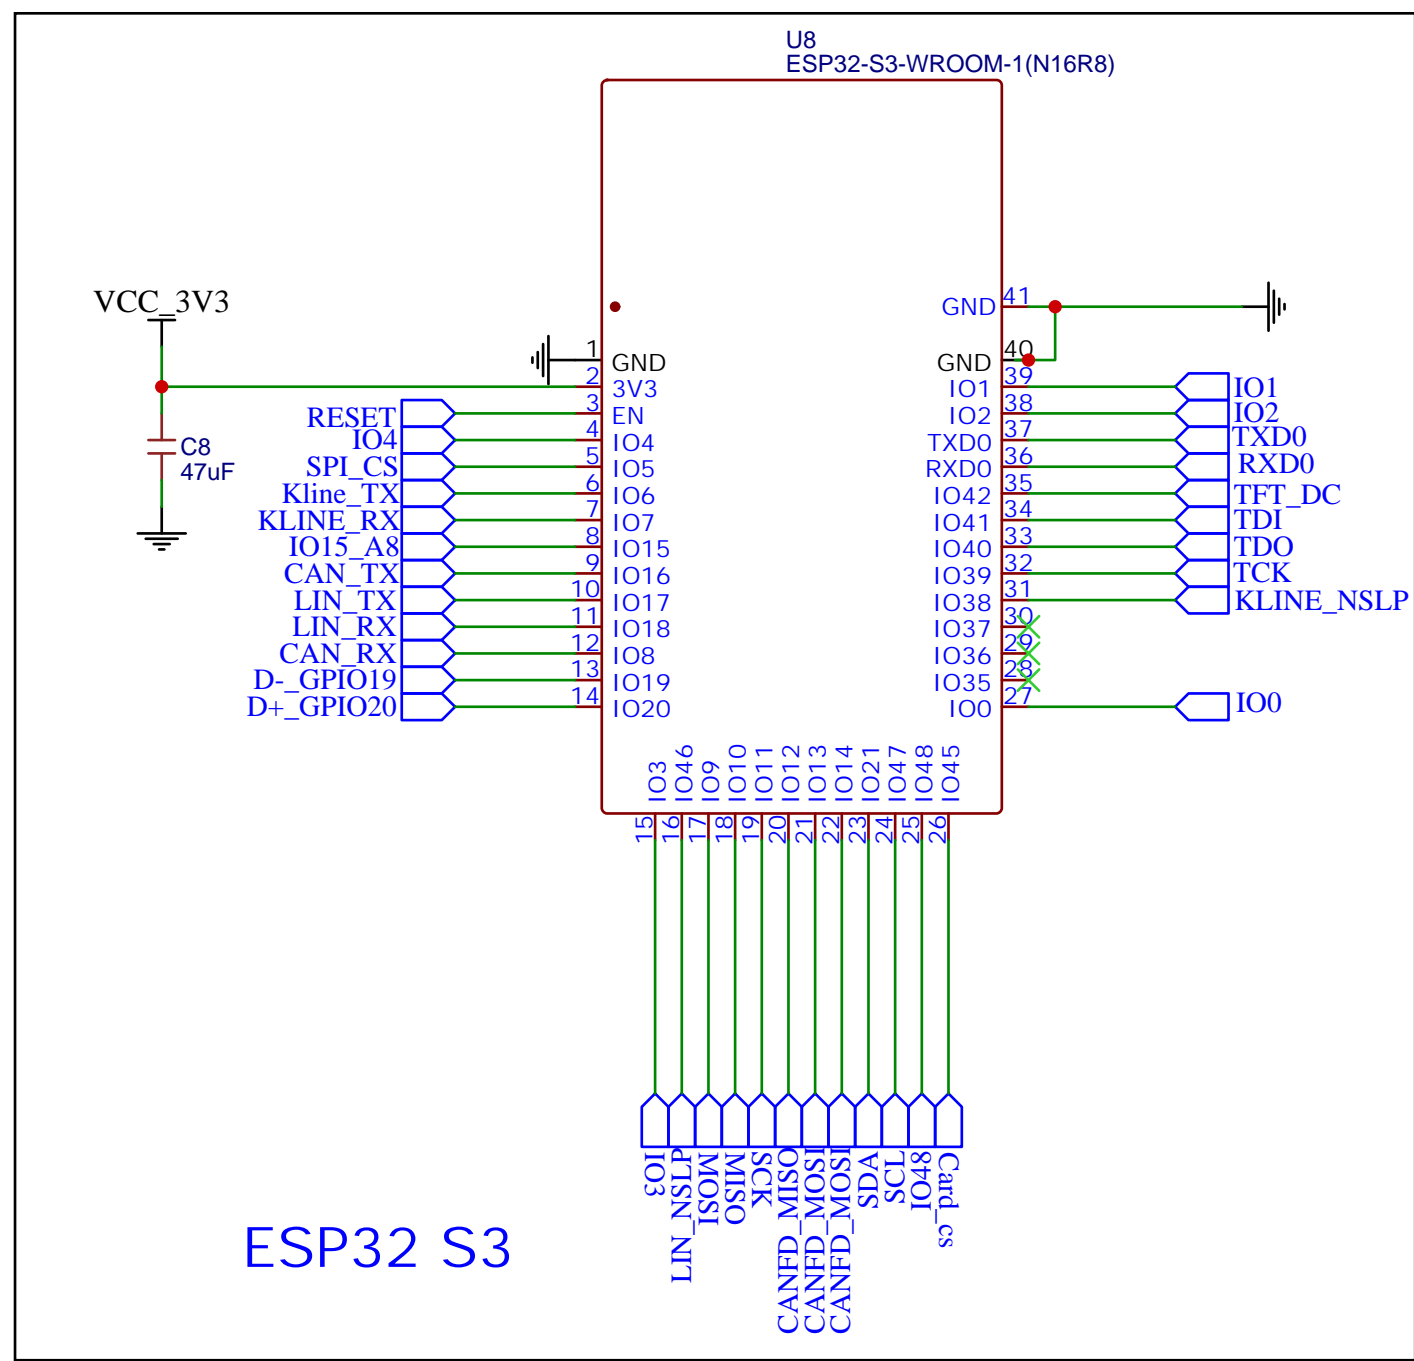 U8
ESP32-S3-WROOM-1(N16R8)
VCC_3V3
C8
47uF
RESET
IO4
SPI_CS
Kline_TX
KLINE_RX
IO15_A8
CAN_TX
LIN_TX
LIN_RX
CAN_RX
D-_GPIO19
D+_GPIO20
1 GND
2 3V3
3 EN
4 IO4
5 IO5
6 IO6
7 IO7
8 IO15
9 IO16
10 IO17
11 IO18
12 IO8
13 IO19
14 IO20
GND 41
GND 40
IO1 39 IO1
IO2 38 IO2
TXD0 37 TXD0
RXD0 36 RXD0
IO42 35 TFT_DC
IO41 34 TDI
IO40 33 TDO
IO39 32 TCK
IO38 31 KLINE_NSLP
IO37 30
IO36 29
IO35 28
IO0 27 IO0
IO3 15 IO3
IO46 16 LIN_NSLP
IO9 17 MOSI
IO10 18 MISO
IO11 19 SCK
IO12 20 CANFD_MISO
IO13 21 CANFD_MOSI
IO14 22 CANFD_MOSI
IO21 23 SDA
IO47 24 SCL
IO48 25 IO48
IO45 26 Card_cs
ESP32 S3